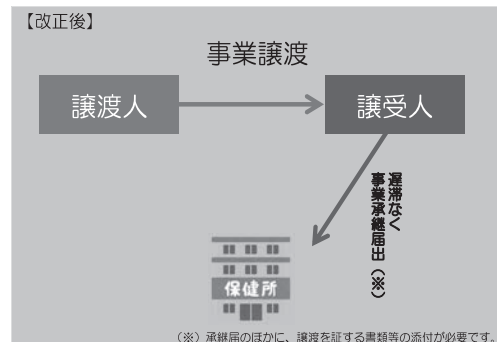 【改正後】
事業譲渡
譲渡人
譲受人
遅滞なく
事業承継届出（※）
保健所
（※）承継届のほかに、譲渡を証する書類等の添付が必要です。